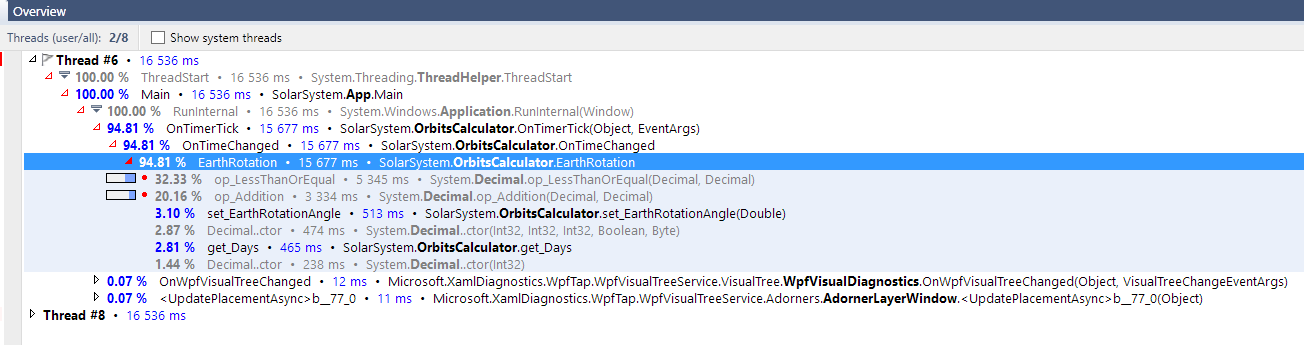 Overview
Threads (user/all): 2/8 Show system threads
Thread #6 • 16 536 ms
100.00 % ThreadStart • 16 536 ms • System.Threading.ThreadHelper.ThreadStart
100.00 % Main • 16 536 ms • SolarSystem.App.Main
100.00 % RunInternal • 16 536 ms • System.Windows.Application.RunInternal(Window)
94.81 % OnTimerTick • 15 677 ms • SolarSystem.OrbitsCalculator.OnTimerTick(Object, EventArgs)
94.81 % OnTimeChanged • 15 677 ms • SolarSystem.OrbitsCalculator.OnTimeChanged
94.81 % EarthRotation • 15 677 ms • SolarSystem.OrbitsCalculator.EarthRotation
32.33 % op_LessThanOrEqual • 5 345 ms • System.Decimal.op_LessThanOrEqual(Decimal, Decimal)
20.16 % op_Addition • 3 334 ms • System.Decimal.op_Addition(Decimal, Decimal)
3.10 % set_EarthRotationAngle • 513 ms • SolarSystem.OrbitsCalculator.set_EarthRotationAngle(Double)
2.87 % Decimal..ctor • 474 ms • System.Decimal..ctor(Int32, Int32, Int32, Boolean, Byte)
2.81 % get_Days • 465 ms • SolarSystem.OrbitsCalculator.get_Days
1.44 % Decimal..ctor • 238 ms • System.Decimal..ctor(Int32)
0.07 % OnWpfVisualTreeChanged • 12 ms • Microsoft.XamlDiagnostics.WpfTap.WpfVisualTreeService.VisualTree.WpfVisualDiagnostics.OnWpfVisualTreeChanged(Object, VisualTreeChangeEventArgs)
0.07 % <UpdatePlacementAsync>b__77_0 • 11 ms • Microsoft.XamlDiagnostics.WpfTap.WpfVisualTreeService.Adorners.AdornerLayerWindow.<UpdatePlacementAsync>b__77_0(Object)
Thread #8 • 16 536 ms